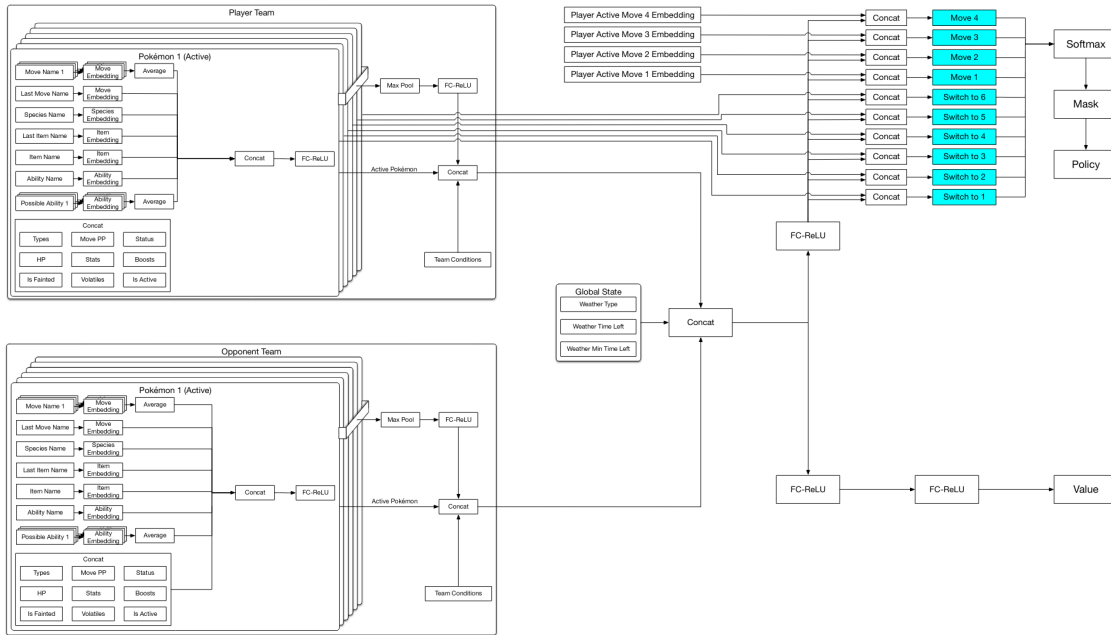 Player Team
Pokémon 1 (Active)
Move Name 1
Move
Embedding
Average
Last Move Name
Move
Embedding
Species Name
Species
Embedding
Last Item Name
Item
Embedding
Item Name
Item
Embedding
Ability Name
Ability
Embedding
Possible Ability 1
Ability
Embedding
Average
Concat
FC-ReLU
Concat
Types
Move PP
Status
HP
Stats
Boosts
Is Fainted
Volatiles
Is Active
Max Pool
FC-ReLU
Active Pokémon
Concat
Team Conditions
Opponent Team
Pokémon 1 (Active)
Move Name 1
Move
Embedding
Average
Last Move Name
Move
Embedding
Species Name
Species
Embedding
Last Item Name
Item
Embedding
Item Name
Item
Embedding
Ability Name
Ability
Embedding
Possible Ability 1
Ability
Embedding
Average
Concat
FC-ReLU
Concat
Types
Move PP
Status
HP
Stats
Boosts
Is Fainted
Volatiles
Is Active
Max Pool
FC-ReLU
Active Pokémon
Concat
Team Conditions
Global State
Weather Type
Weather Time Left
Weather Min Time Left
Concat
Player Active Move 4 Embedding
Player Active Move 3 Embedding
Player Active Move 2 Embedding
Player Active Move 1 Embedding
Concat
Move 4
Concat
Move 3
Concat
Move 2
Concat
Move 1
Concat
Switch to 6
Concat
Switch to 5
Concat
Switch to 4
Concat
Switch to 3
Concat
Switch to 2
Concat
Switch to 1
Softmax
Mask
Policy
FC-ReLU
FC-ReLU
FC-ReLU
Value